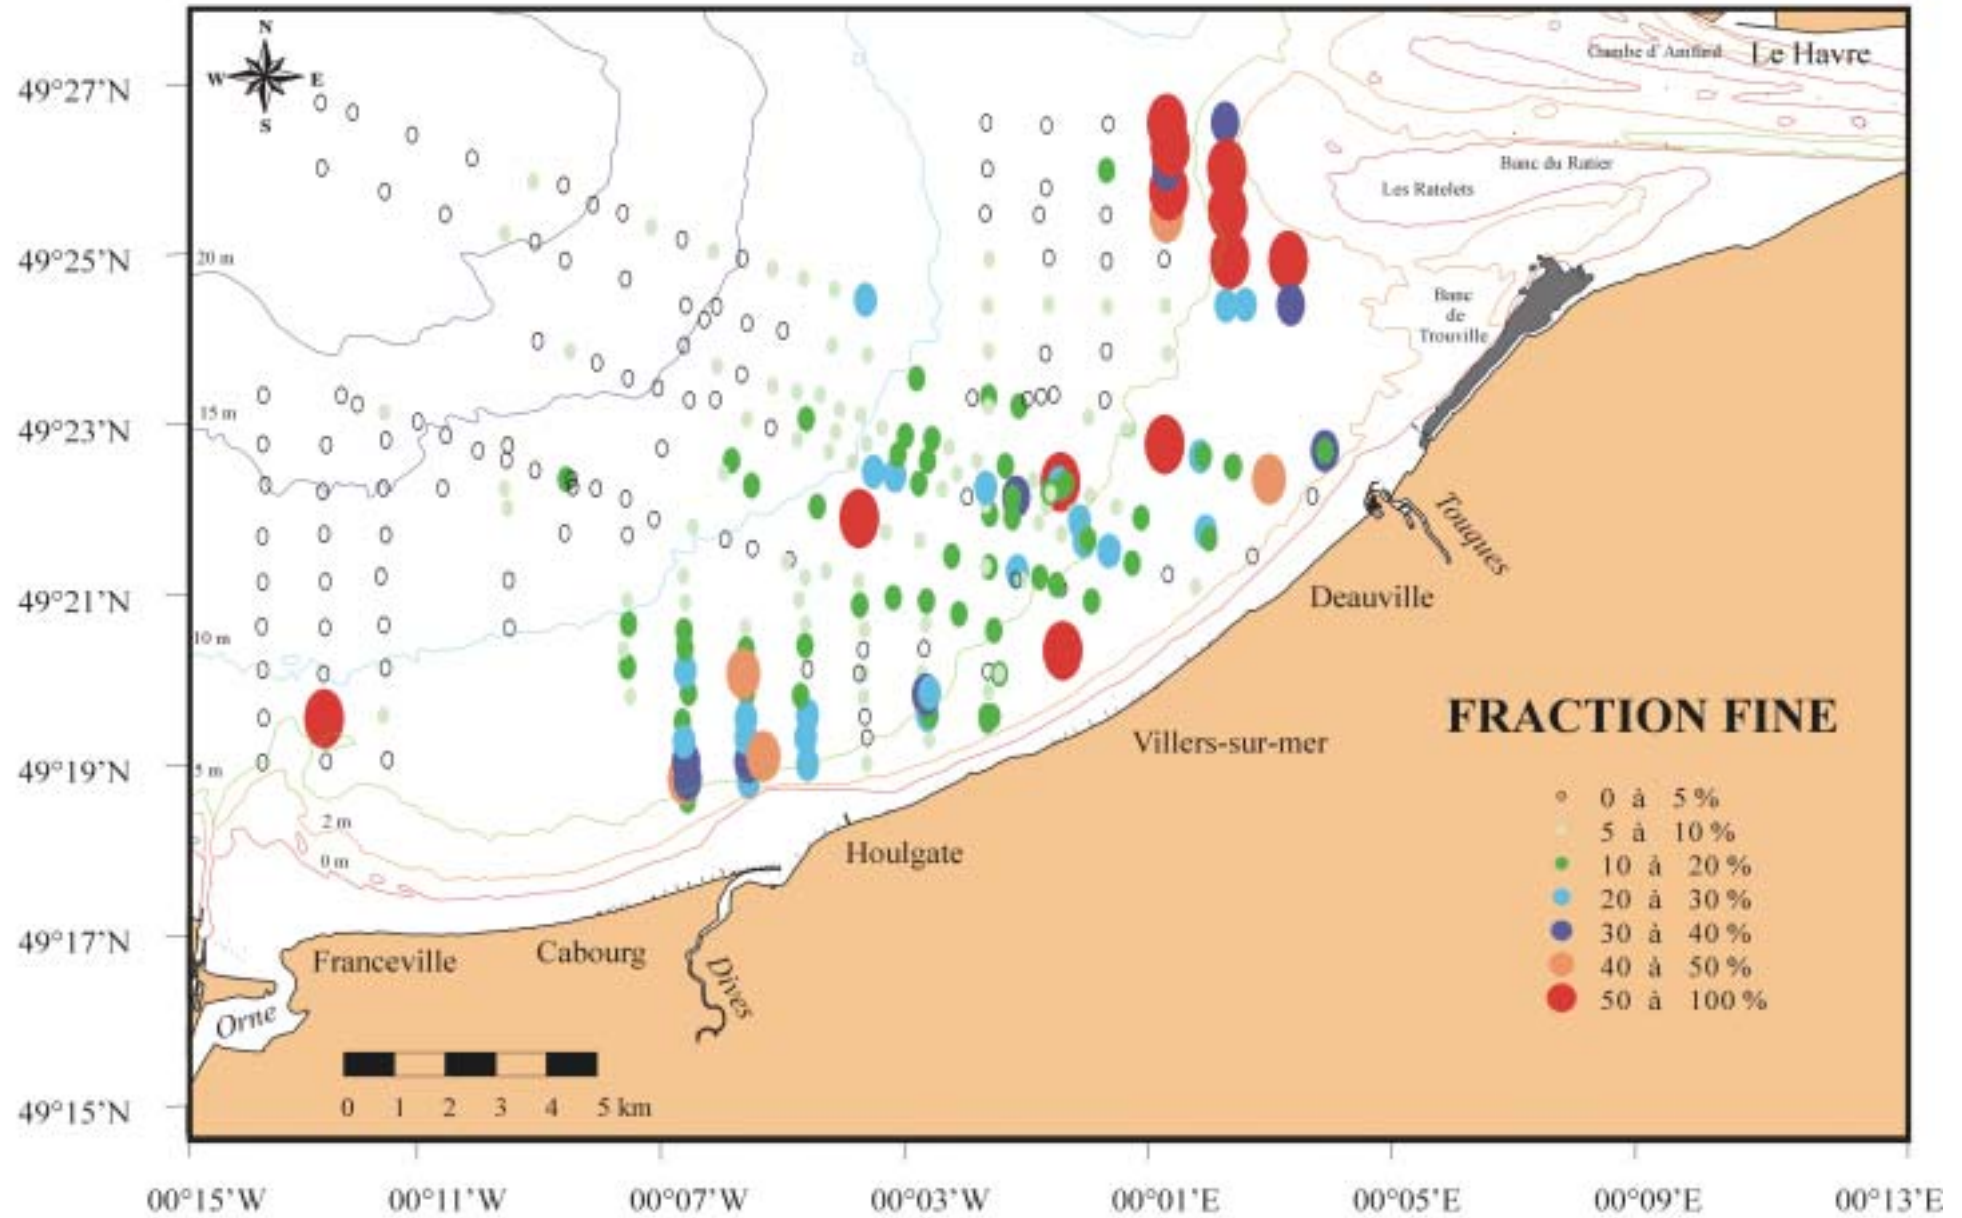 N
W E
S
49°27’N
49°25’N
49°23’N
49°21’N
49°19’N
49°17’N
49°15’N
Le Havre
Banc du Ratier
Les Ratelets
Banc
de
Trouville
20 m
15 m
10 m
5 m
2 m
0 m
Touques
Deauville
Villers-sur-mer
Houlgate
Cabourg
Franceville
Dives
Orne
FRACTION FINE
0 à 5 %
5 à 10 %
10 à 20 %
20 à 30 %
30 à 40 %
40 à 50 %
50 à 100 %
0 1 2 3 4 5 km
00°15’W 00°11’W 00°07’W 00°03’W 00°01’E 00°05’E 00°09’E 00°13’E